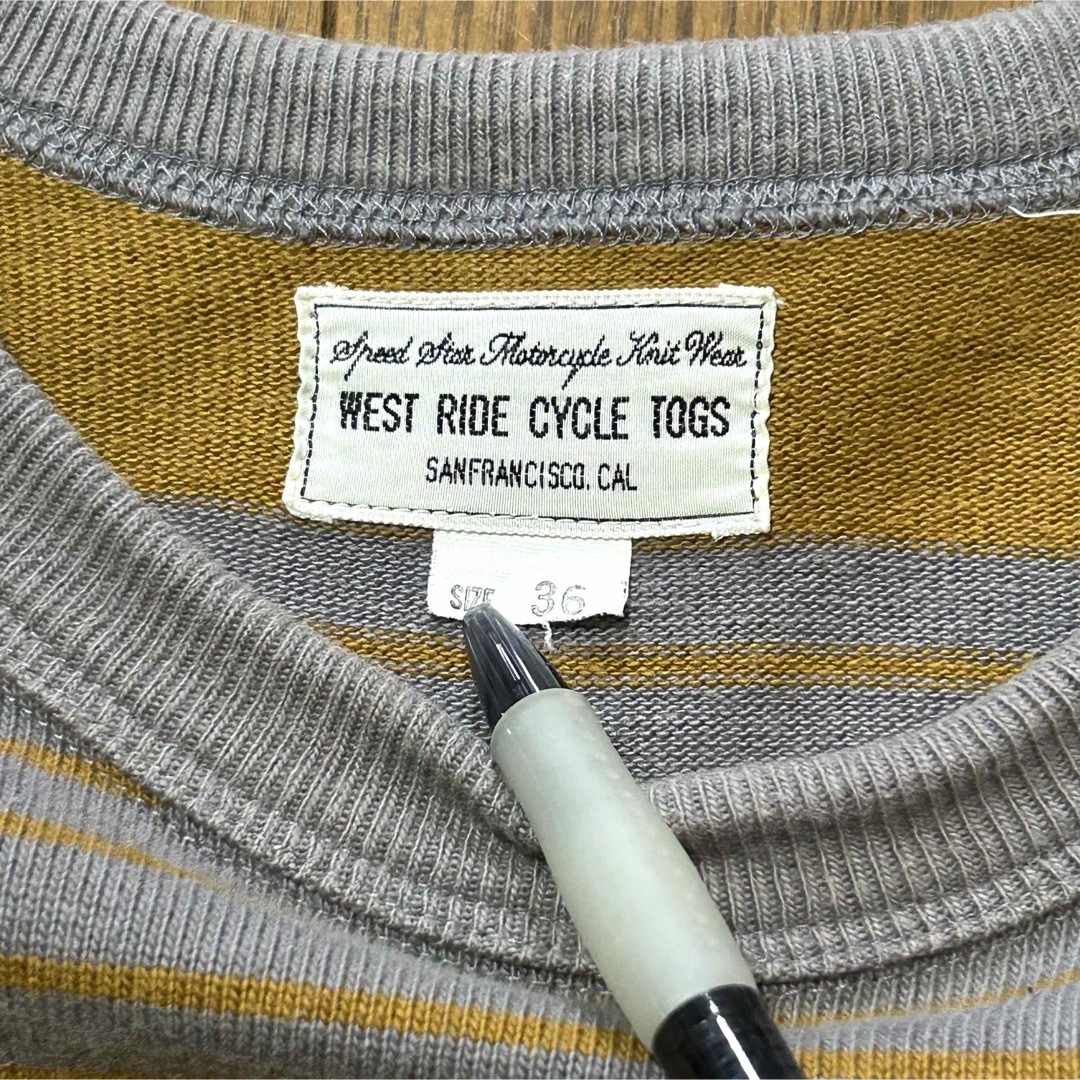 Speed Star Motorcycle Knit Wear
WEST RIDE CYCLE TOGS
SANFRANCISCO. CAL
SIZE 36